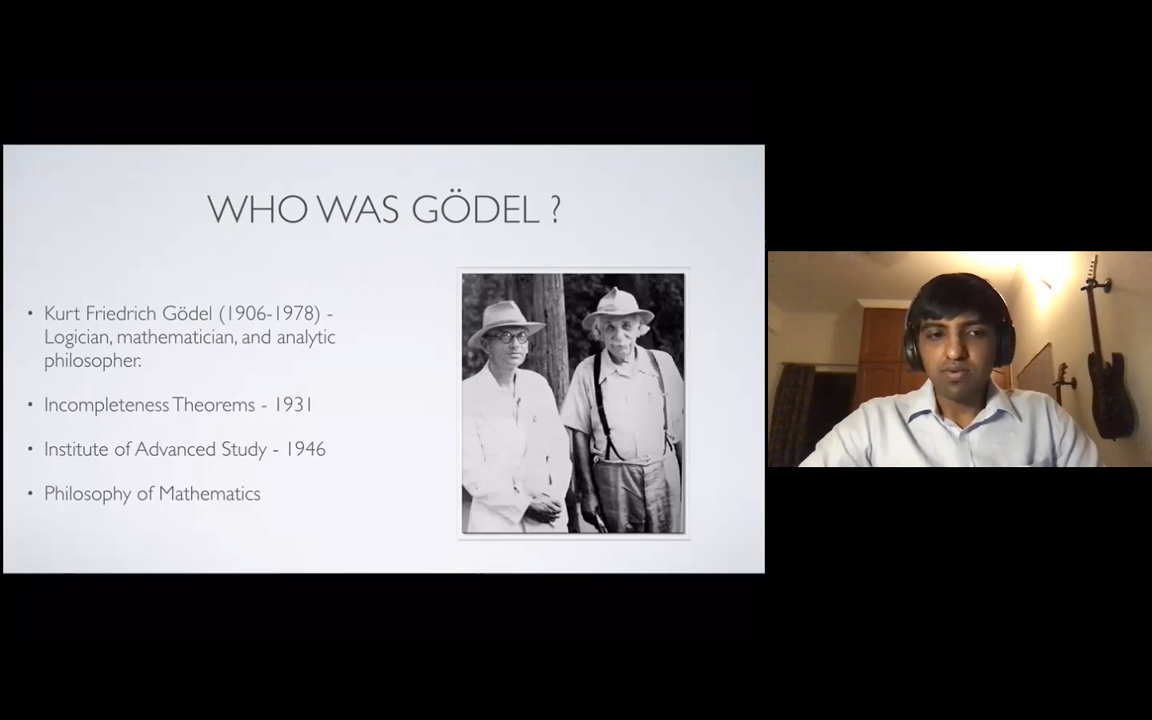 WHO WAS GÖDEL ?
• Kurt Friedrich Gödel (1906-1978) -
Logician, mathematician, and analytic
philosopher.
• Incompleteness Theorems - 1931
• Institute of Advanced Study - 1946
• Philosophy of Mathematics